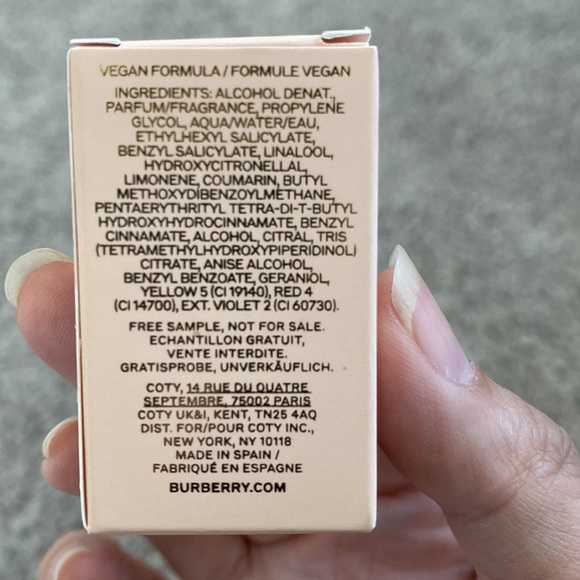 VEGAN FORMULA / FORMULE VEGAN
INGREDIENTS: ALCOHOL DENAT.,
PARFUM/FRAGRANCE, PROPYLENE
GLYCOL, AQUA/WATER/EAU,
ETHYLHEXYL SALICYLATE,
BENZYL SALICYLATE, LINALOOL,
HYDROXYCITRONELLAL,
LIMONENE, COUMARIN, BUTYL
METHOXYDIBENZOYLMETHANE,
PENTAERYTHRITYL TETRA-DI-T-BUTYL
HYDROXYHYDROCINNAMATE, BENZYL
CINNAMATE, ALCOHOL, CITRAL, TRIS
(TETRAMETHYLHYDROXYPIPERIDINOL)
CITRATE, ANISE ALCOHOL,
BENZYL BENZOATE, GERANIOL,
YELLOW 5 (CI 19140), RED 4
(CI 14700), EXT. VIOLET 2 (CI 60730).
FREE SAMPLE, NOT FOR SALE.
ECHANTILLON GRATUIT,
VENTE INTERDITE.
GRATISPROBE, UNVERKÄUFLICH.
COTY, 14 RUE DU QUATRE
SEPTEMBRE, 75002 PARIS
COTY UK&I, KENT, TN25 4AQ
DIST. FOR/POUR COTY INC.,
NEW YORK, NY 10118
MADE IN SPAIN /
FABRIQUÉ EN ESPAGNE
BURBERRY.COM